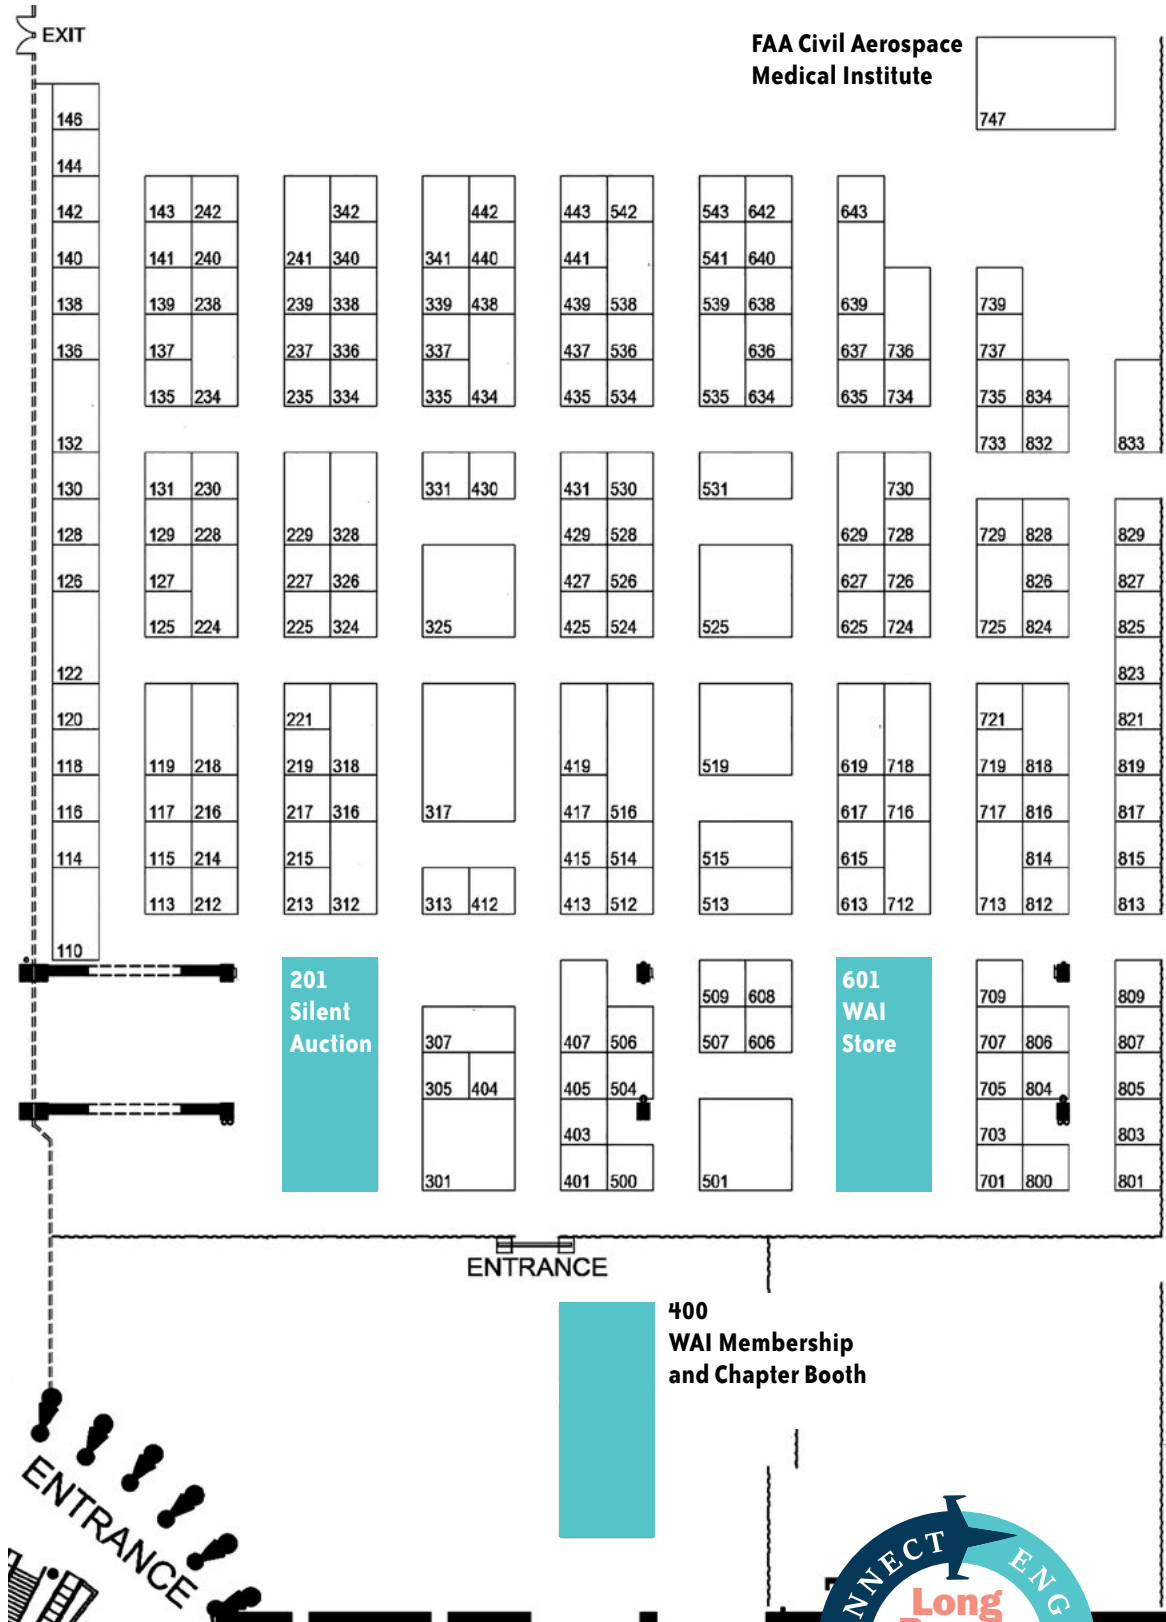 EXIT
FAA Civil Aerospace
Medical Institute
747
146
144
142 143 242 342 442 443 542 543 642 643
140 141 240 241 340 341 440 441 541 640
138 139 238 239 338 339 438 439 538 539 638 639 739
136 137 237 336 337 437 536 636 637 736 737
135 234 235 334 335 434 435 534 535 634 635 734 735 834
132 733 832 833
130 131 230 331 430 431 530 531 730
128 129 228 229 328 429 528 629 728 729 828 829
126 127 227 326 427 526 627 726 826 827
125 224 225 324 325 425 524 525 625 724 725 824 825
122 823
120 221 721 821
118 119 218 219 318 419 519 619 718 719 818 819
116 117 216 217 316 317 417 516 617 716 717 816 817
114 115 214 215 415 514 515 615 814 815
113 212 213 312 313 412 413 512 513 613 712 713 812 813
110
201
Silent
Auction
601
WAI
Store
509 608 709 809
307 407 506 507 606 707 806 807
305 404 405 504 705 804 805
403 703 803
301 401 500 501 701 800 801
ENTRANCE
400
WAI Membership
and Chapter Booth
ENTRANCE
NNECT ENG
Long